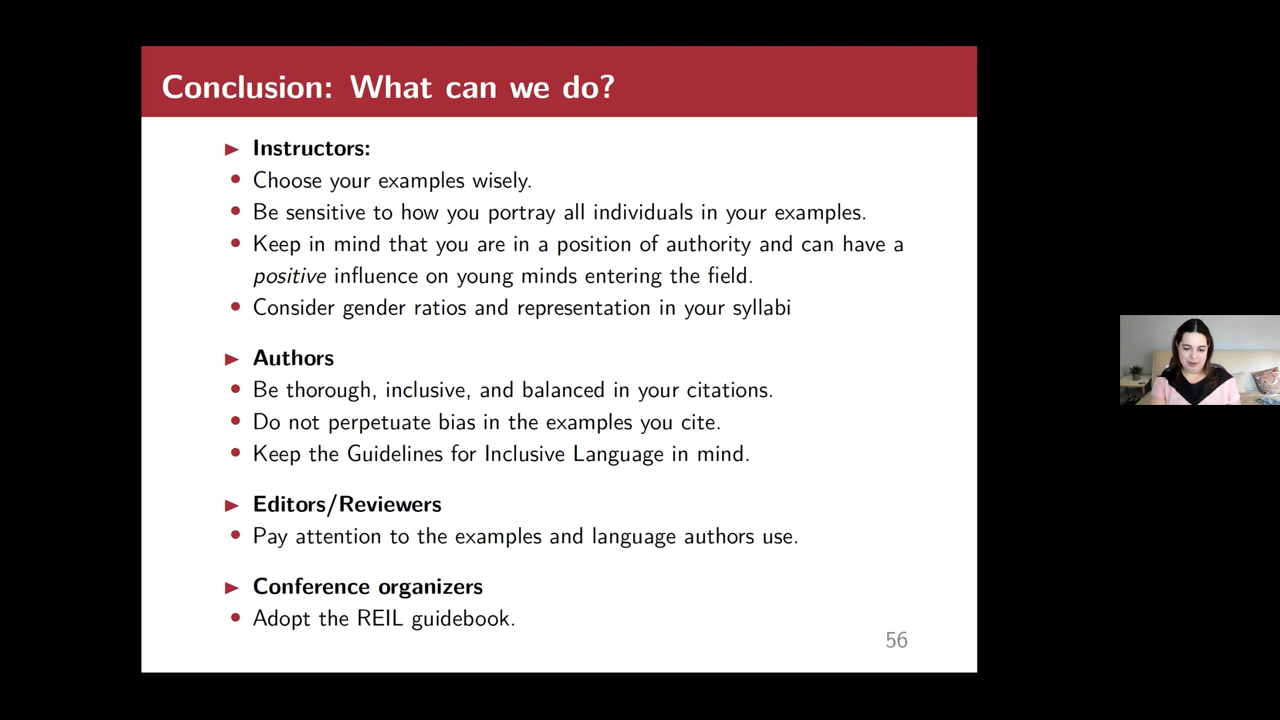 Conclusion: What can we do?
Instructors:
Choose your examples wisely.
Be sensitive to how you portray all individuals in your examples.
Keep in mind that you are in a position of authority and can have a
positive influence on young minds entering the field.
Consider gender ratios and representation in your syllabi
Authors
Be thorough, inclusive, and balanced in your citations.
Do not perpetuate bias in the examples you cite.
Keep the Guidelines for Inclusive Language in mind.
Editors/Reviewers
Pay attention to the examples and language authors use.
Conference organizers
Adopt the REIL guidebook.
56